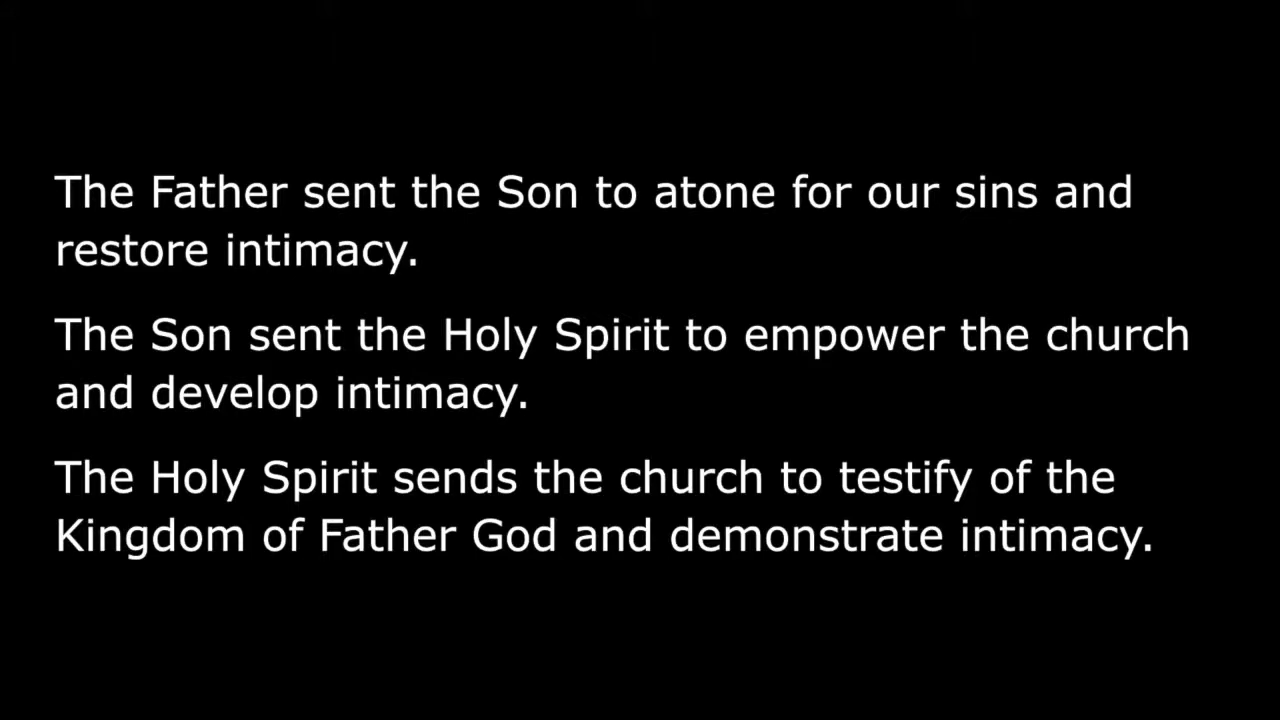 The Father sent the Son to atone for our sins and
restore intimacy.
The Son sent the Holy Spirit to empower the church
and develop intimacy.
The Holy Spirit sends the church to testify of the
Kingdom of Father God and demonstrate intimacy.